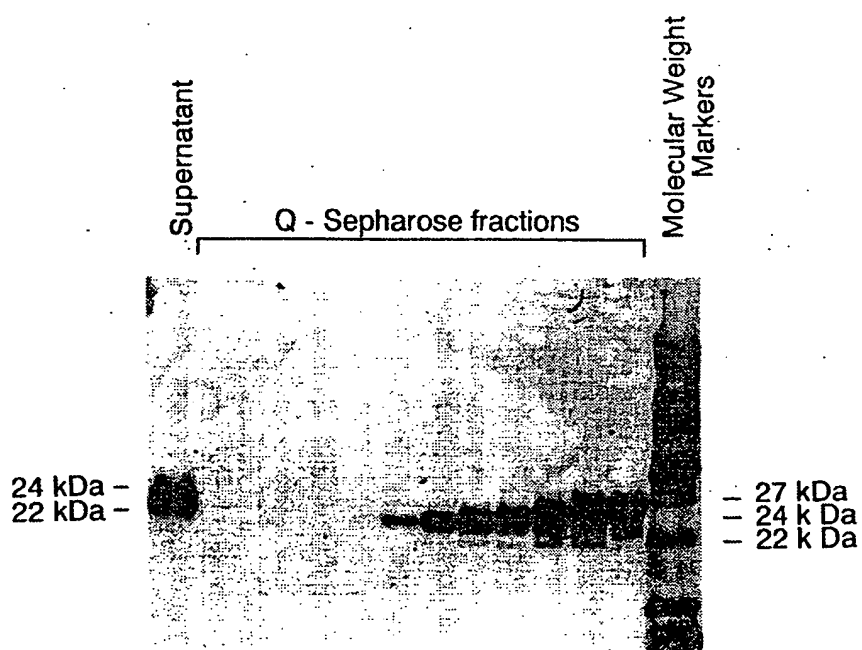 Supernatant
Q - Sepharose fractions
Molecular Weight
Markers
24 kDa –
22 kDa –
– 27 kDa
– 24 k Da
– 22 k Da